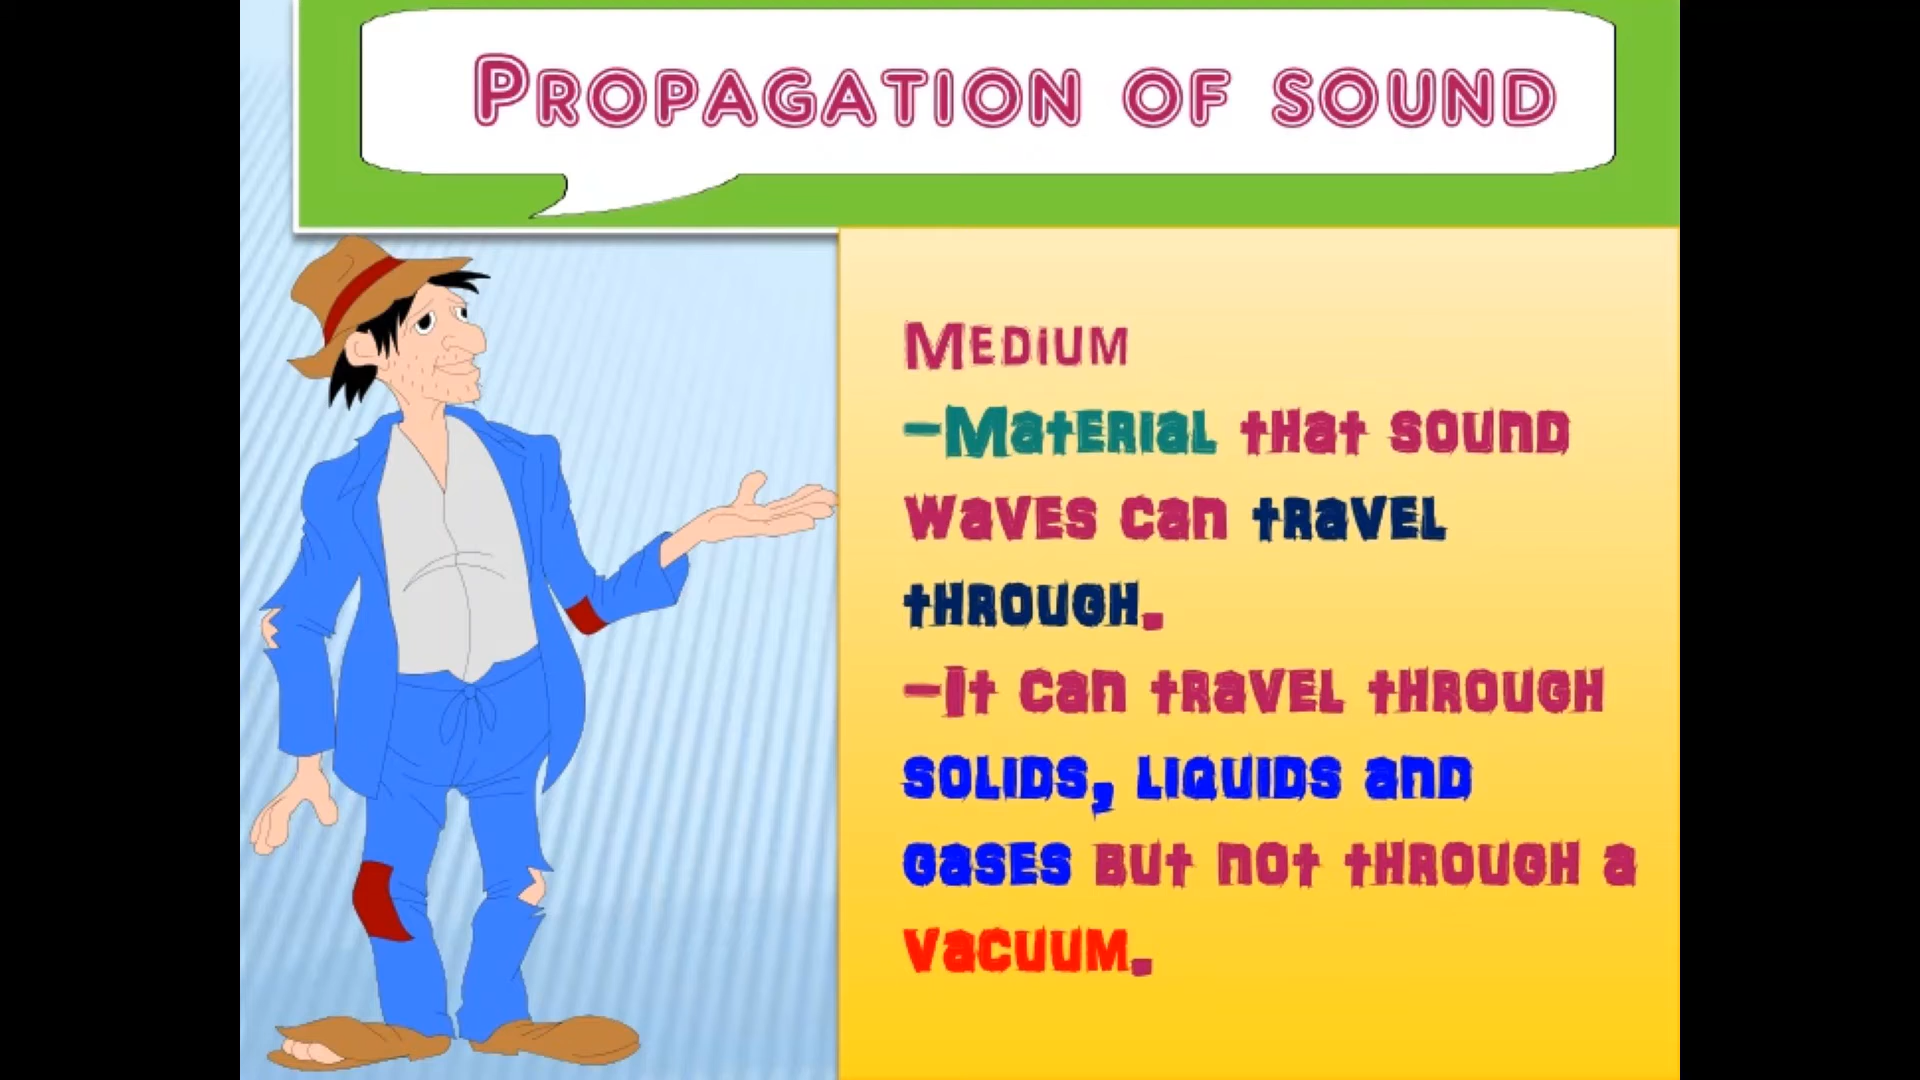 Propagation of sound
Medium
-Material that sound
waves can travel
through.
-It can travel through
solids, liquids and
gases but not through a
vacuum.